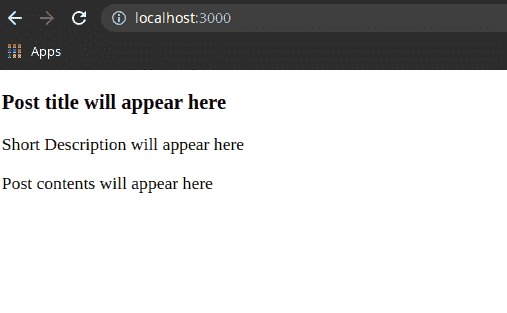 localhost:3000
Apps
Post title will appear here
Short Description will appear here
Post contents will appear here